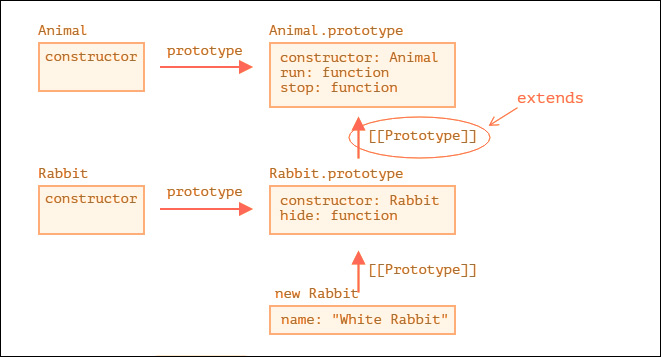 Animal
Animal.prototype
constructor
prototype
constructor: Animal
run: function
stop: function
extends
[[Prototype]]
Rabbit
Rabbit.prototype
constructor
prototype
constructor: Rabbit
hide: function
[[Prototype]]
new Rabbit
name: "White Rabbit"